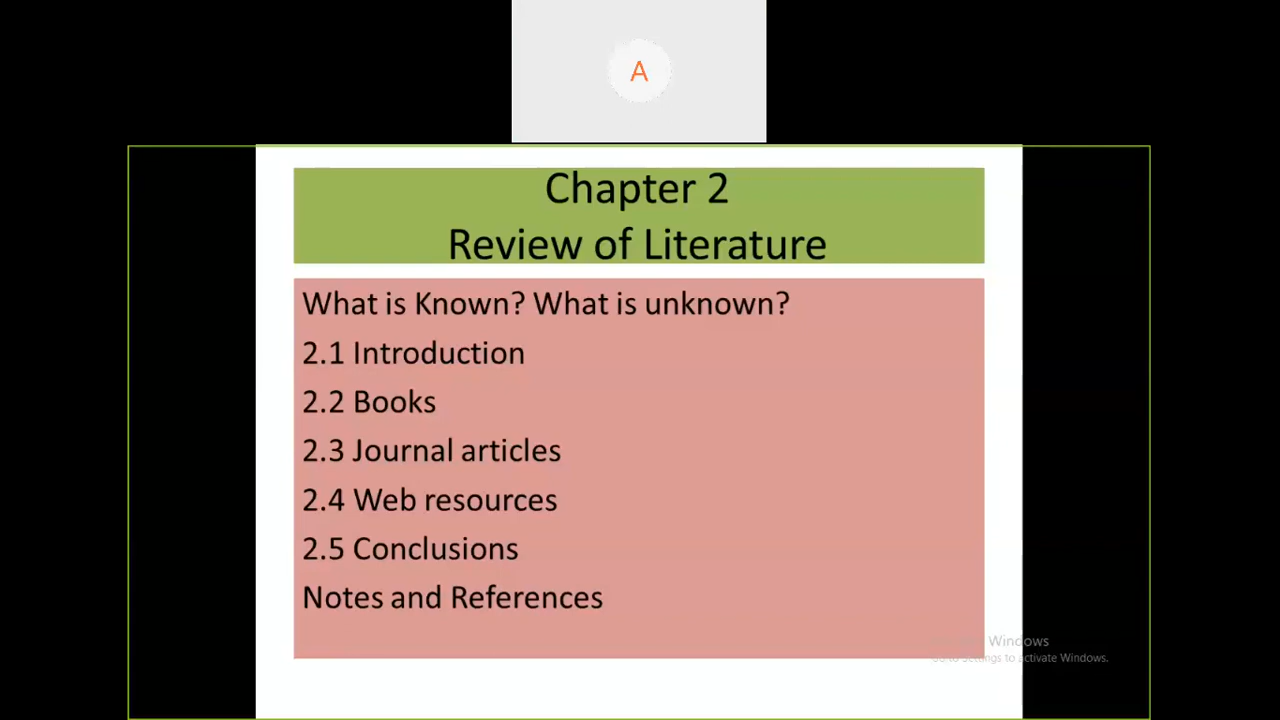 A
Chapter 2
Review of Literature
What is Known? What is unknown?
2.1 Introduction
2.2 Books
2.3 Journal articles
2.4 Web resources
2.5 Conclusions
Notes and References
Windows
to activate Windows.